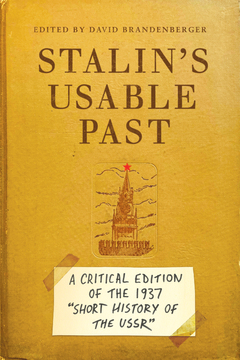 EDITED BY DAVID BRANDENBERGER
STALIN'S
USABLE
PAST
A CRITICAL EDITION
OF THE 1937
"SHORT HISTORY OF
THE USSR"